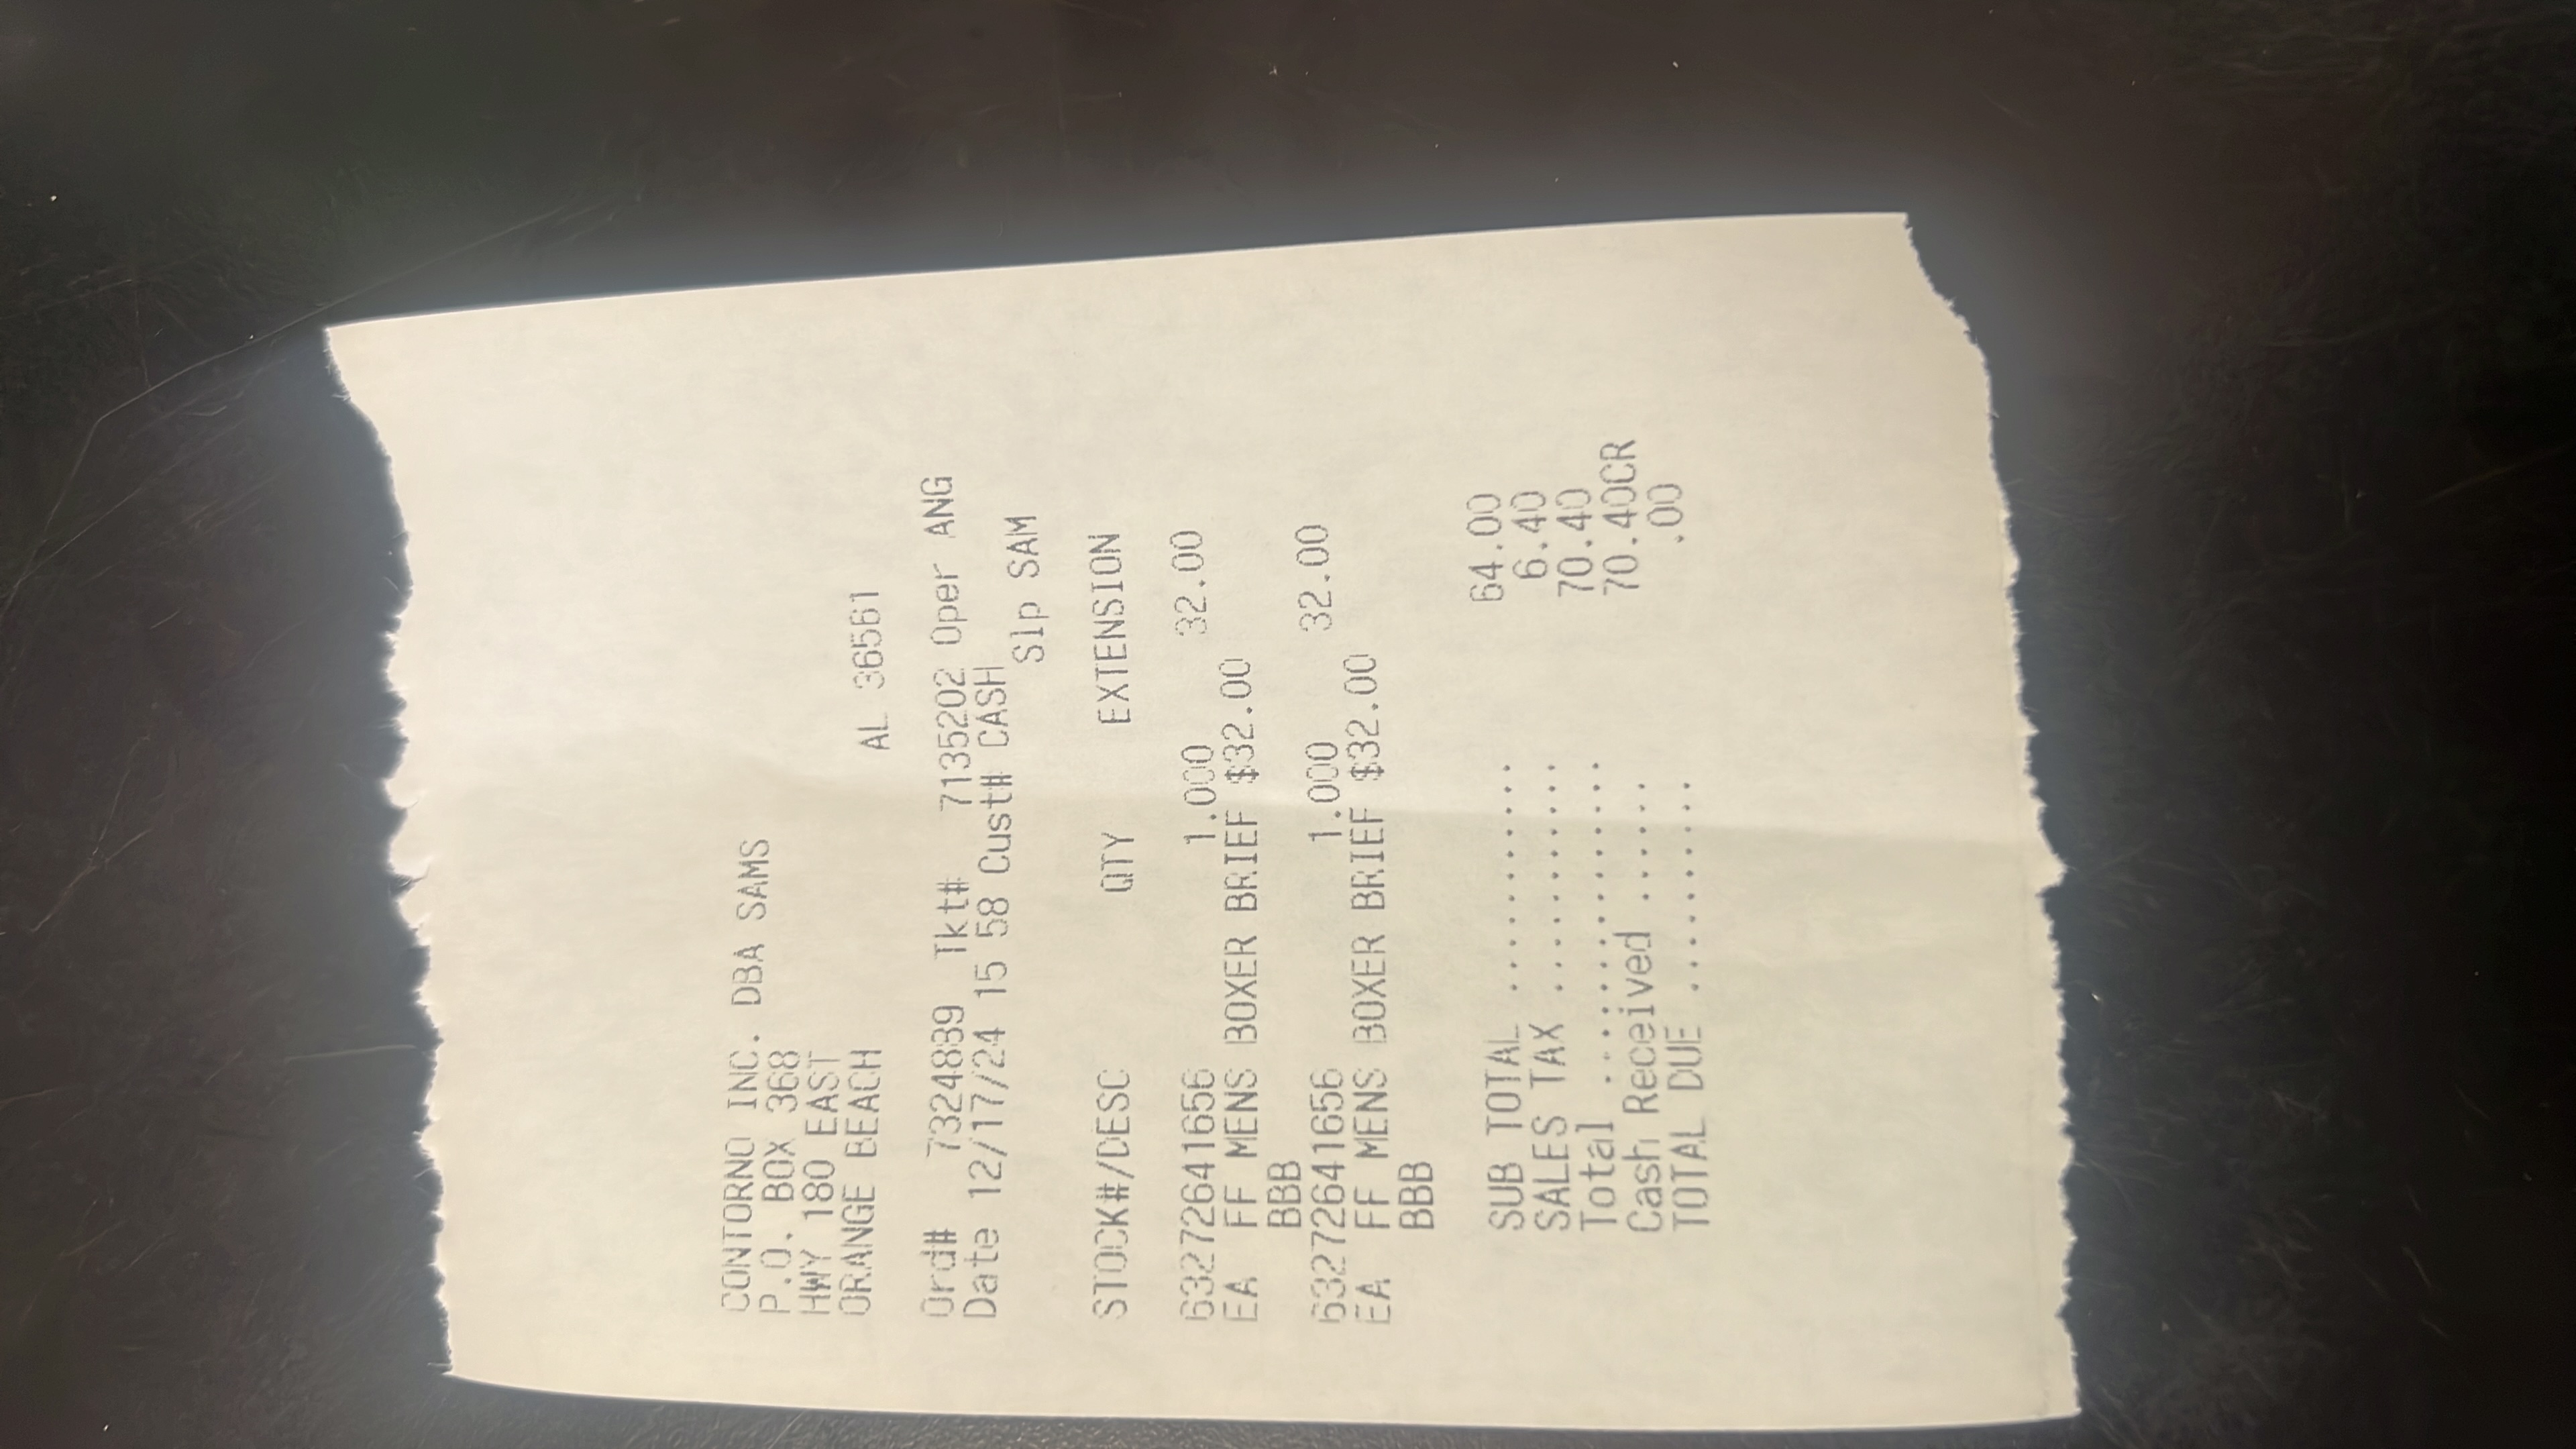 CONTORNO INC. DBA SAMS
P.O. BOX 368
HWY 180 EAST
ORANGE BEACH AL 36561
Ord# 7324889 Tkt# 7135202 Oper ANG
Date 12/17/24 15 58 Cust# CASH
Slp SAM
STOCK#/DESC QTY EXTENSION
633272641656 1.000 32.00
EA FF MENS BOXER BRIEF $32.00
BBB
633272641656 1.000 32.00
EA FF MENS BOXER BRIEF $32.00
BBB
SUB TOTAL .......... 64.00
SALES TAX .......... 6.40
Total .............. 70.40
Cash Received ...... 70.40CR
TOTAL DUE .......... .00